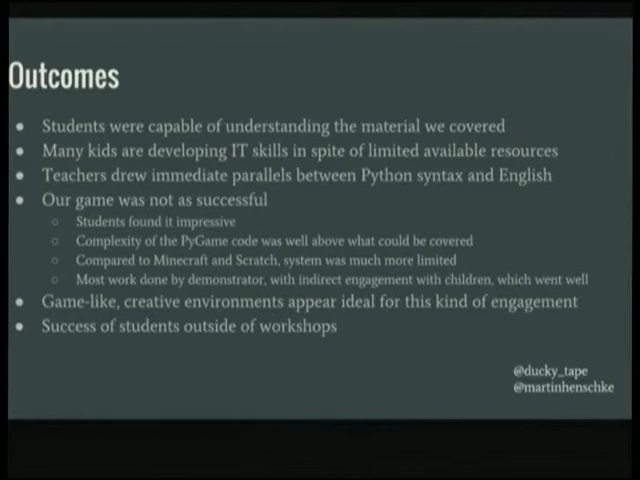 Outcomes
● Students were capable of understanding the material we covered
● Many kids are developing IT skills in spite of limited available resources
● Teachers drew immediate parallels between Python syntax and English
● Our game was not as successful
○ Students found it impressive
○ Complexity of the PyGame code was well above what could be covered
○ Compared to Minecraft and Scratch, system was much more limited
○ Most work done by demonstrator, with indirect engagement with children, which went well
● Game-like, creative environments appear ideal for this kind of engagement
● Success of students outside of workshops
@ducky_tape
@martinhenschke